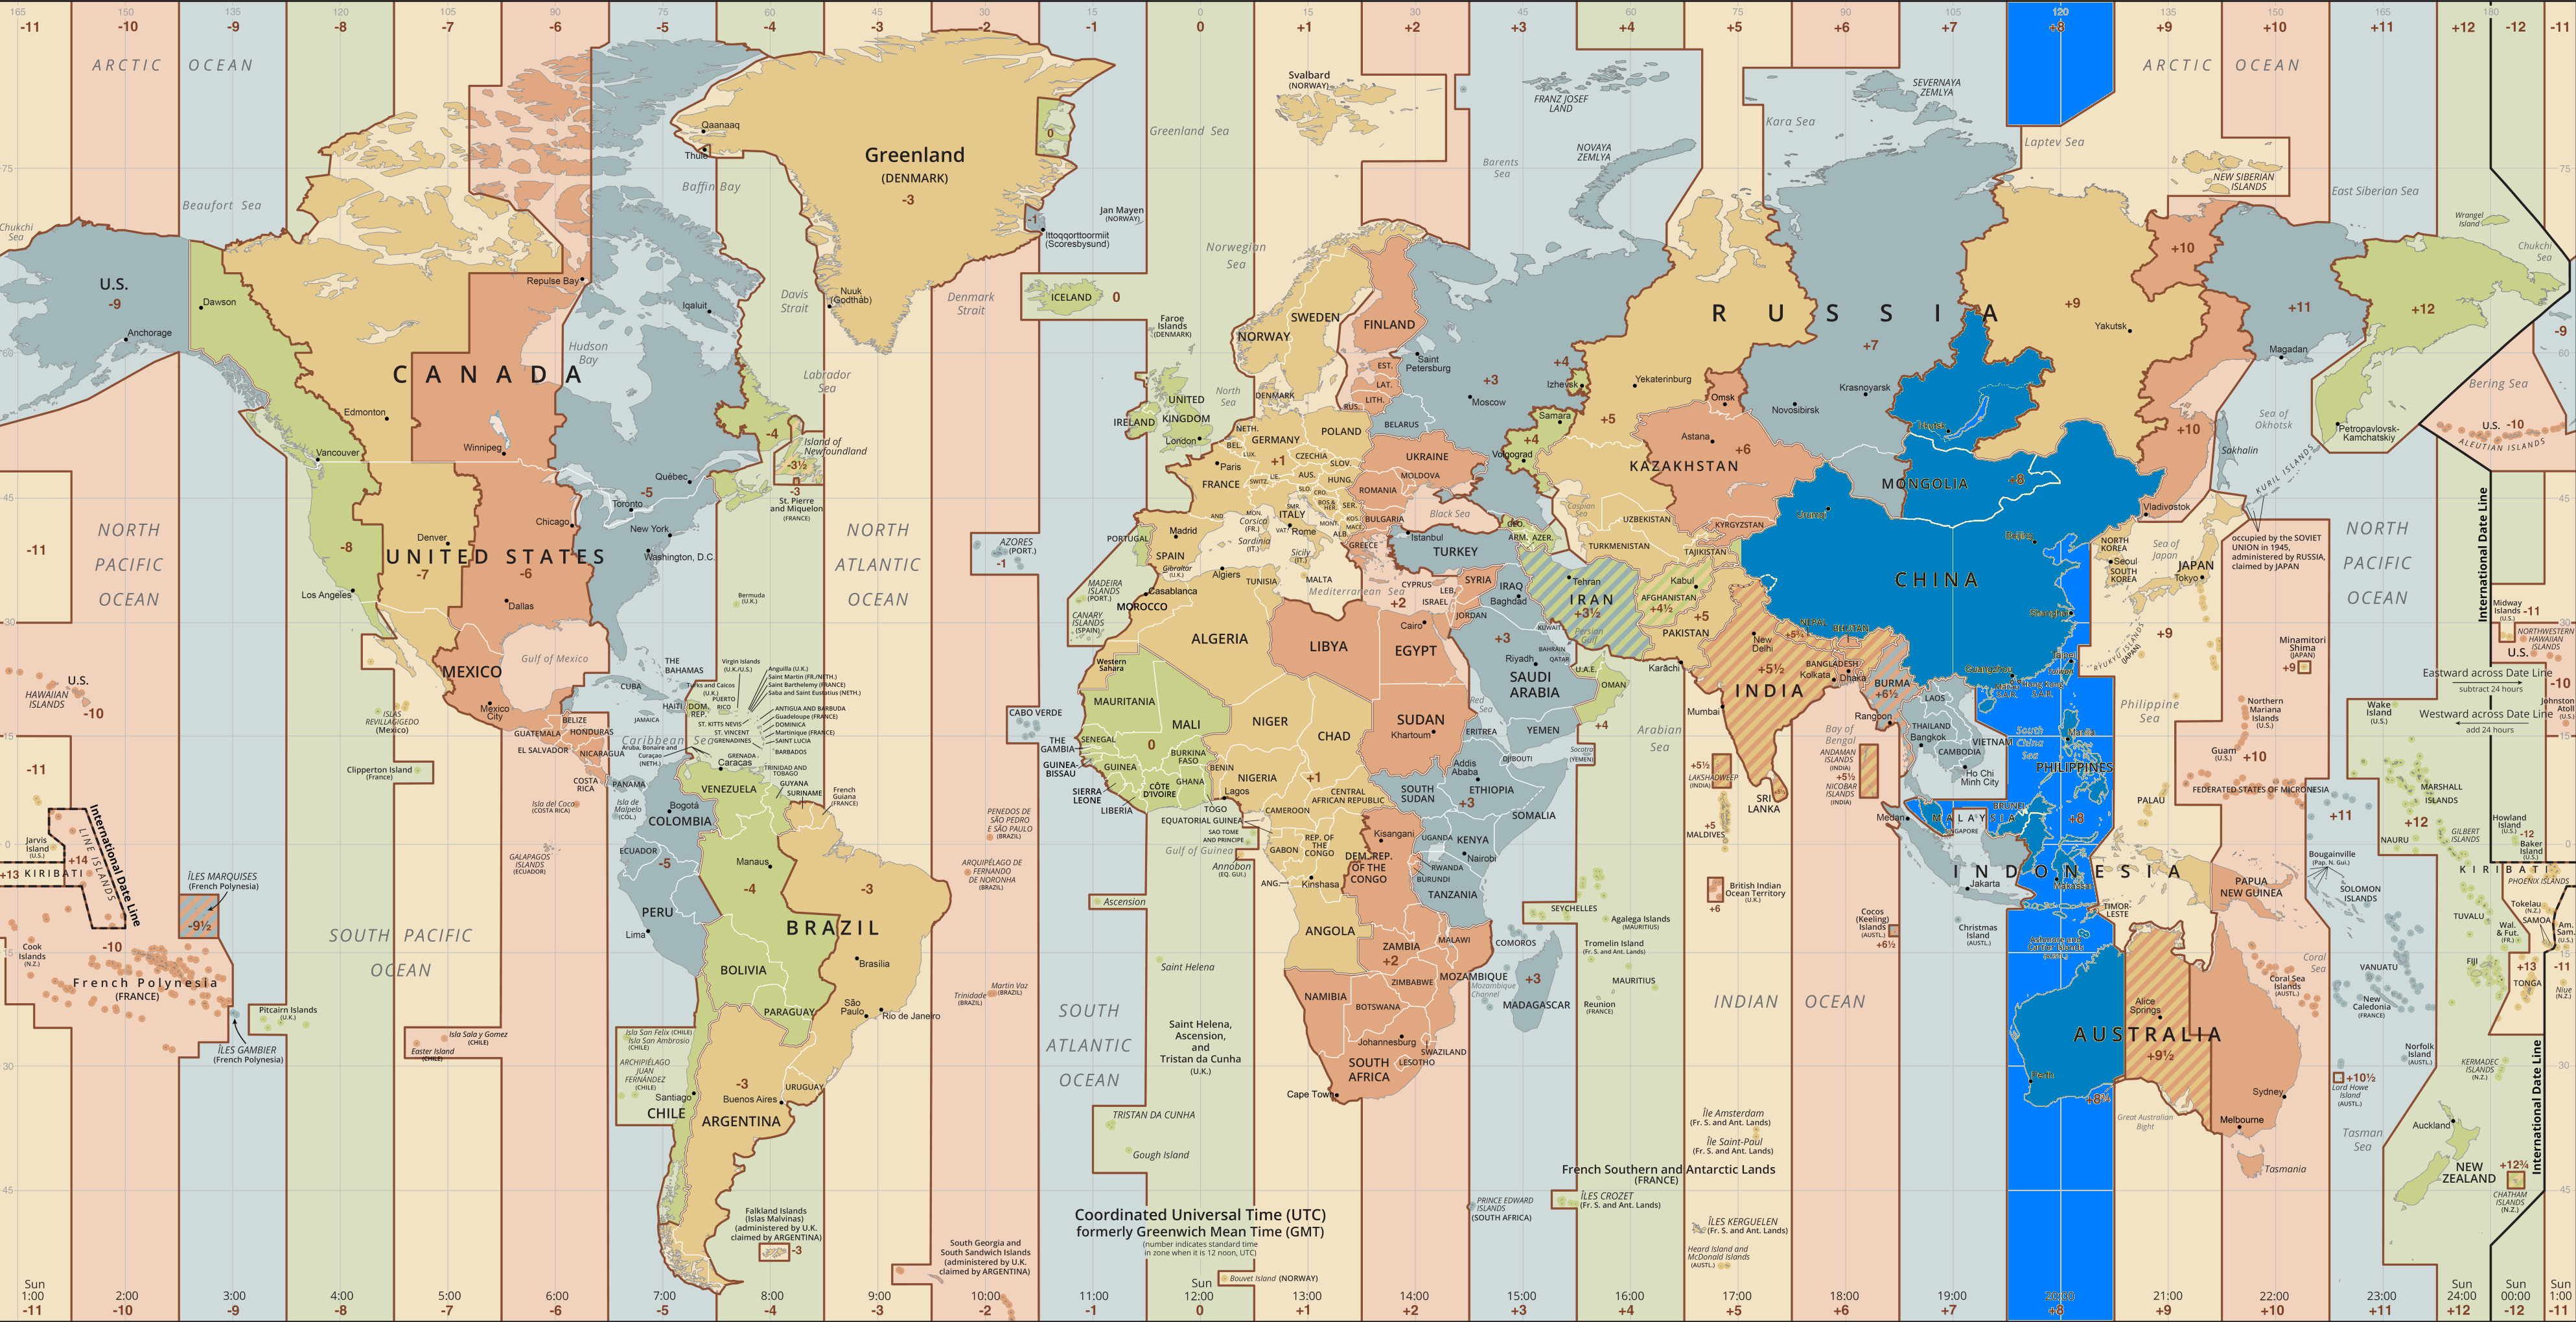 165 150 135 120 105 90 75 60 45 30 15 0 15 30 45 60 75 90 105 120 135 150 165 180
-11 -10 -9 -8 -7 -6 -5 -4 -3 -2 -1 0 +1 +2 +3 +4 +5 +6 +7 +8 +9 +10 +11 +12 -12 -11
ARCTIC OCEAN
ARCTIC OCEAN
Chukchi
Sea
Beaufort Sea
Baffin Bay
Qaanaaq
Thule
Greenland
(DENMARK)
-3
0
-1
Ittoqqortoormiit
(Scoresbysund)
Jan Mayen
(NORWAY)
Greenland Sea
Norwegian
Sea
Svalbard
(NORWAY)
Barents
Sea
FRANZ JOSEF
LAND
NOVAYA
ZEMLYA
Kara Sea
SEVERNAYA
ZEMLYA
Laptev Sea
NEW SIBERIAN
ISLANDS
East Siberian Sea
Wrangel
Island
Chukchi
Sea
U.S.
-9
Anchorage
Dawson
CANADA
Edmonton
Vancouver
Winnipeg
Repulse Bay
Hudson
Bay
Iqaluit
Davis
Strait
Nuuk
(Godthåb)
Denmark
Strait
Labrador
Sea
-4
Island of
Newfoundland
-3½
-3
St. Pierre
and Miquelon
(FRANCE)
Québec
Toronto
-5
New York
Washington, D.C.
Chicago
Denver
UNITED STATES
-8
-7
-6
Los Angeles
Dallas
Bermuda
(U.K.)
NORTH
PACIFIC
OCEAN
NORTH
ATLANTIC
OCEAN
ICELAND 0
Faroe
Islands
(DENMARK)
NORWAY
SWEDEN
FINLAND
EST.
LAT.
LITH.
RUS.
BELARUS
North
Sea
DENMARK
UNITED
KINGDOM
IRELAND
London
NETH.
BEL.
LUX.
GERMANY
POLAND
+1
CZECHIA
SLOV.
Paris
FRANCE
SWITZ.
AUS.
HUNG.
UKRAINE
MOLDOVA
ROMANIA
BULGARIA
SER.
ITALY
Rome
ALB.
GREECE
Black Sea
Madrid
SPAIN
PORTUGAL
Gibraltar
(U.K.)
AND.
MON.
Corsica
(FR.)
Sardinia
(IT.)
Sicily
(IT.)
MALTA
Mediterranean Sea
AZORES
(PORT.)
-1
MADEIRA
ISLANDS
(PORT.)
CANARY
ISLANDS
(SPAIN)
Casablanca
MOROCCO
Algiers
TUNISIA
ALGERIA
LIBYA
EGYPT
Cairo
CYPRUS
LEB.
ISRAEL
+2
SYRIA
JORDAN
IRAQ
Baghdad
Istanbul
TURKEY
GEO.
ARM. AZER.
Saint
Petersburg
Moscow
+3
+4
Izhevsk
Samara
+4
Volgograd
Yekaterinburg
+5
RUSSIA
Omsk
Novosibirsk
Krasnoyarsk
+7
+9
Yakutsk
+10
+11
+12
Magadan
Sea of
Okhotsk
Petropavlovsk-
Kamchatskiy
Bering Sea
-9
U.S. -10
ALEUTIAN ISLANDS
Sakhalin
KURIL ISLANDS
+10
Vladivostok
Astana
+6
KAZAKHSTAN
Caspian
Sea
UZBEKISTAN
KYRGYZSTAN
TURKMENISTAN
TAJIKISTAN
Irkutsk
MONGOLIA
+8
Urumqi
Beijing
CHINA
Shanghai
Guangzhou
Taipei
Taiwan
NORTH
KOREA
Seoul
SOUTH
KOREA
Sea of
Japan
JAPAN
Tokyo
occupied by the SOVIET
UNION in 1945,
administered by RUSSIA,
claimed by JAPAN
NORTH
PACIFIC
OCEAN
International Date Line
Tehran
IRAN
+3½
Kabul
AFGHANISTAN
+4½
+5
PAKISTAN
Karāchi
New
Delhi
NEPAL
+5¾
BHUTAN
BANGLADESH
Dhaka
Kolkata
+5½
INDIA
Mumbai
BURMA
+6½
Rangoon
LAOS
THAILAND
Bangkok
VIETNAM
CAMBODIA
Ho Chi
Minh City
South
China
Sea
Manila
PHILIPPINES
+8
Philippine
Sea
RYUKYU ISLANDS
(JAPAN)
+9
Minamitori
Shima
(JAPAN)
+9
Midway
Islands
(U.S.)
-11
NORTHWESTERN
HAWAIIAN
ISLANDS
U.S.
-10
Eastward across Date Line
subtract 24 hours
Westward across Date Line
add 24 hours
Wake
Island
(U.S.)
Northern
Mariana
Islands
(U.S.)
Guam
(U.S.)
+10
PALAU
FEDERATED STATES OF MICRONESIA
MARSHALL
ISLANDS
+11
+12
NAURU
GILBERT
ISLANDS
Howland
Island
(U.S.)
-12
Baker
Island
(U.S.)
KIRIBATI
PHOENIX ISLANDS
Persian
Gulf
KUWAIT
BAHRAIN
QATAR
U.A.E.
OMAN
+4
+3
Riyadh
SAUDI
ARABIA
YEMEN
Red
Sea
Socotra
(YEMEN)
Arabian
Sea
+5½
LAKSHADWEEP
(INDIA)
+5
MALDIVES
SRI
LANKA
Bay of
Bengal
ANDAMAN
ISLANDS
(INDIA)
+5½
NICOBAR
ISLANDS
(INDIA)
Medan
MALAYSIA
BRUNEI
INDONESIA
Jakarta
Makassar
TIMOR-
LESTE
PAPUA
NEW GUINEA
Bougainville
(Pap. N. Gui.)
SOLOMON
ISLANDS
TUVALU
Tokelau
(N.Z.)
SAMOA
Wal.
& Fut.
(FR.)
Am.
Sam.
(U.S.)
FIJI
+13
TONGA
-11
Niue
(N.Z.)
VANUATU
New
Caledonia
(FRANCE)
Coral
Sea
Coral Sea
Islands
(AUSTL.)
Norfolk
Island
(AUSTL.)
KERMADEC
ISLANDS
(N.Z.)
+10½
Lord Howe
Island
(AUSTL.)
U.S.
HAWAIIAN
ISLANDS
-10
-11
-11
Jarvis
Island
(U.S.)
+14
LINE ISLANDS
+13 KIRIBATI
International Date Line
-10
Cook
Islands
(N.Z.)
French Polynesia
(FRANCE)
ÎLES MARQUISES
(French Polynesia)
-9½
ÎLES GAMBIER
(French Polynesia)
Pitcairn Islands
(U.K.)
SOUTH PACIFIC
OCEAN
Easter Island
(CHILE)
Isla Sala y Gomez
(CHILE)
ISLAS
REVILLAGIGEDO
(Mexico)
Clipperton Island
(France)
Isla del Coco
(COSTA RICA)
GALAPAGOS
ISLANDS
(ECUADOR)
MEXICO
Mexico
City
Gulf of Mexico
BELIZE
GUATEMALA
HONDURAS
EL SALVADOR
NICARAGUA
COSTA
RICA
PANAMA
Isla de
Malpelo
(COL.)
THE
BAHAMAS
CUBA
JAMAICA
HAITI
DOM.
REP.
Turks and Caicos
(U.K.)
PUERTO
RICO
Virgin Islands
(U.K./U.S.)
Anguilla (U.K.)
Saint Martin (FR./NETH.)
Saint Barthelemy (FRANCE)
Saba and Saint Eustatius (NETH.)
ANTIGUA AND BARBUDA
Guadeloupe (FRANCE)
DOMINICA
Martinique (FRANCE)
SAINT LUCIA
BARBADOS
ST. KITTS NEVIS
ST. VINCENT
GRENADINES
GRENADA
TRINIDAD AND
TOBAGO
Caribbean Sea
Aruba, Bonaire and
Curaçao
(NETH.)
Caracas
VENEZUELA
GUYANA
SURINAME
French
Guiana
(FRANCE)
Bogotá
COLOMBIA
ECUADOR
-5
PERU
Lima
Manaus
-4
-3
BRAZIL
Brasília
BOLIVIA
PARAGUAY
São
Paulo
Rio de Janeiro
Isla San Felix (CHILE)
Isla San Ambrosio
(CHILE)
ARCHIPIÉLAGO
JUAN
FERNÁNDEZ
(CHILE)
Santiago
CHILE
-3
URUGUAY
Buenos Aires
ARGENTINA
Falkland Islands
(Islas Malvinas)
(administered by U.K.
claimed by ARGENTINA)
-3
South Georgia and
South Sandwich Islands
(administered by U.K.
claimed by ARGENTINA)
PENEDOS DE
SÃO PEDRO
E SÃO PAULO
(BRAZIL)
ARQUIPÉLAGO DE
FERNANDO
DE NORONHA
(BRAZIL)
Trinidade
(BRAZIL)
Martin Vaz
(BRAZIL)
SOUTH
ATLANTIC
OCEAN
Ascension
Saint Helena
Saint Helena,
Ascension,
and
Tristan da Cunha
(U.K.)
TRISTAN DA CUNHA
Gough Island
Bouvet Island (NORWAY)
CABO VERDE
Western
Sahara
MAURITANIA
MALI
0
SENEGAL
THE
GAMBIA
GUINEA-
BISSAU
GUINEA
SIERRA
LEONE
LIBERIA
CÔTE
D'IVOIRE
BURKINA
FASO
GHANA
TOGO
BENIN
NIGER
NIGERIA
Lagos
CHAD
+1
CENTRAL
AFRICAN REPUBLIC
CAMEROON
EQUATORIAL GUINEA
SAO TOME
AND PRINCIPE
Gulf of Guinea
Annobon
(EQ. GUI.)
GABON
REP. OF
THE
CONGO
DEM. REP.
OF THE
CONGO
Kisangani
Kinshasa
ANG.
ANGOLA
SUDAN
Khartoum
SOUTH
SUDAN
ERITREA
DJIBOUTI
Addis
Ababa
ETHIOPIA
+3
SOMALIA
UGANDA
KENYA
Nairobi
RWANDA
BURUNDI
TANZANIA
MALAWI
ZAMBIA
+2
ZIMBABWE
MOZAMBIQUE
Mozambique
Channel
NAMIBIA
BOTSWANA
Johannesburg
SWAZILAND
LESOTHO
SOUTH
AFRICA
Cape Town
COMOROS
+3
MADAGASCAR
SEYCHELLES
Agalega Islands
(MAURITIUS)
Tromelin Island
(Fr. S. and Ant. Lands)
MAURITIUS
Reunion
(FRANCE)
British Indian
Ocean Territory
(U.K.)
+6
INDIAN OCEAN
Cocos
(Keeling)
Islands
(AUSTL.)
+6½
Christmas
Island
(AUSTL.)
Ashmore and
Cartier Islands
(AUSTL.)
Perth
+8¾
AUSTRALIA
Alice
Springs
+9½
Great Australian
Bight
Sydney
Melbourne
Tasmania
Tasman
Sea
Auckland
NEW
ZEALAND
+12¾
CHATHAM
ISLANDS
(N.Z.)
International Date Line
Île Amsterdam
(Fr. S. and Ant. Lands)
Île Saint-Paul
(Fr. S. and Ant. Lands)
French Southern and Antarctic Lands
(FRANCE)
PRINCE EDWARD
ISLANDS
(SOUTH AFRICA)
ÎLES CROZET
(Fr. S. and Ant. Lands)
ÎLES KERGUELEN
(Fr. S. and Ant. Lands)
Heard Island and
McDonald Islands
(AUSTL.)
Coordinated Universal Time (UTC)
formerly Greenwich Mean Time (GMT)
(number indicates standard time
in zone when it is 12 noon, UTC)
Sun Sun Sun Sun Sun
1:00 2:00 3:00 4:00 5:00 6:00 7:00 8:00 9:00 10:00 11:00 12:00 13:00 14:00 15:00 16:00 17:00 18:00 19:00 20:00 21:00 22:00 23:00 24:00 00:00 1:00
-11 -10 -9 -8 -7 -6 -5 -4 -3 -2 -1 0 +1 +2 +3 +4 +5 +6 +7 +8 +9 +10 +11 +12 -12 -11